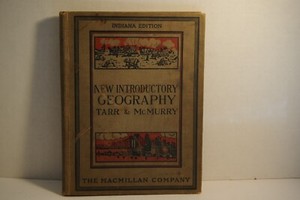 INDIANA EDITION
NEW INTRODUCTORY
GEOGRAPHY
TARR & McMURRY
THE MACMILLAN COMPANY